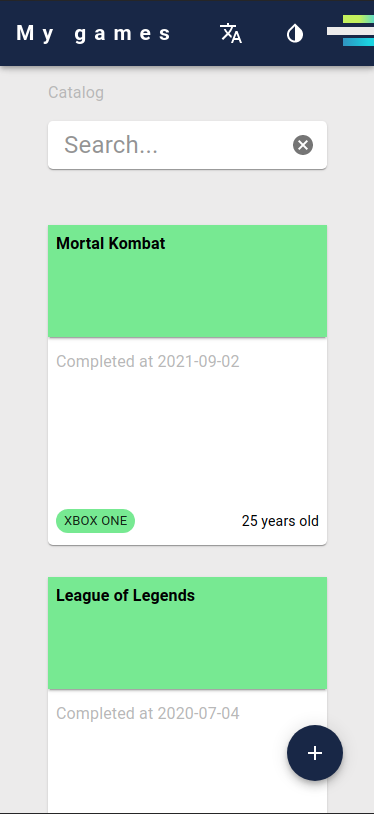 My games
Catalog
Search...
Mortal Kombat
Completed at 2021-09-02
XBOX ONE
25 years old
League of Legends
Completed at 2020-07-04